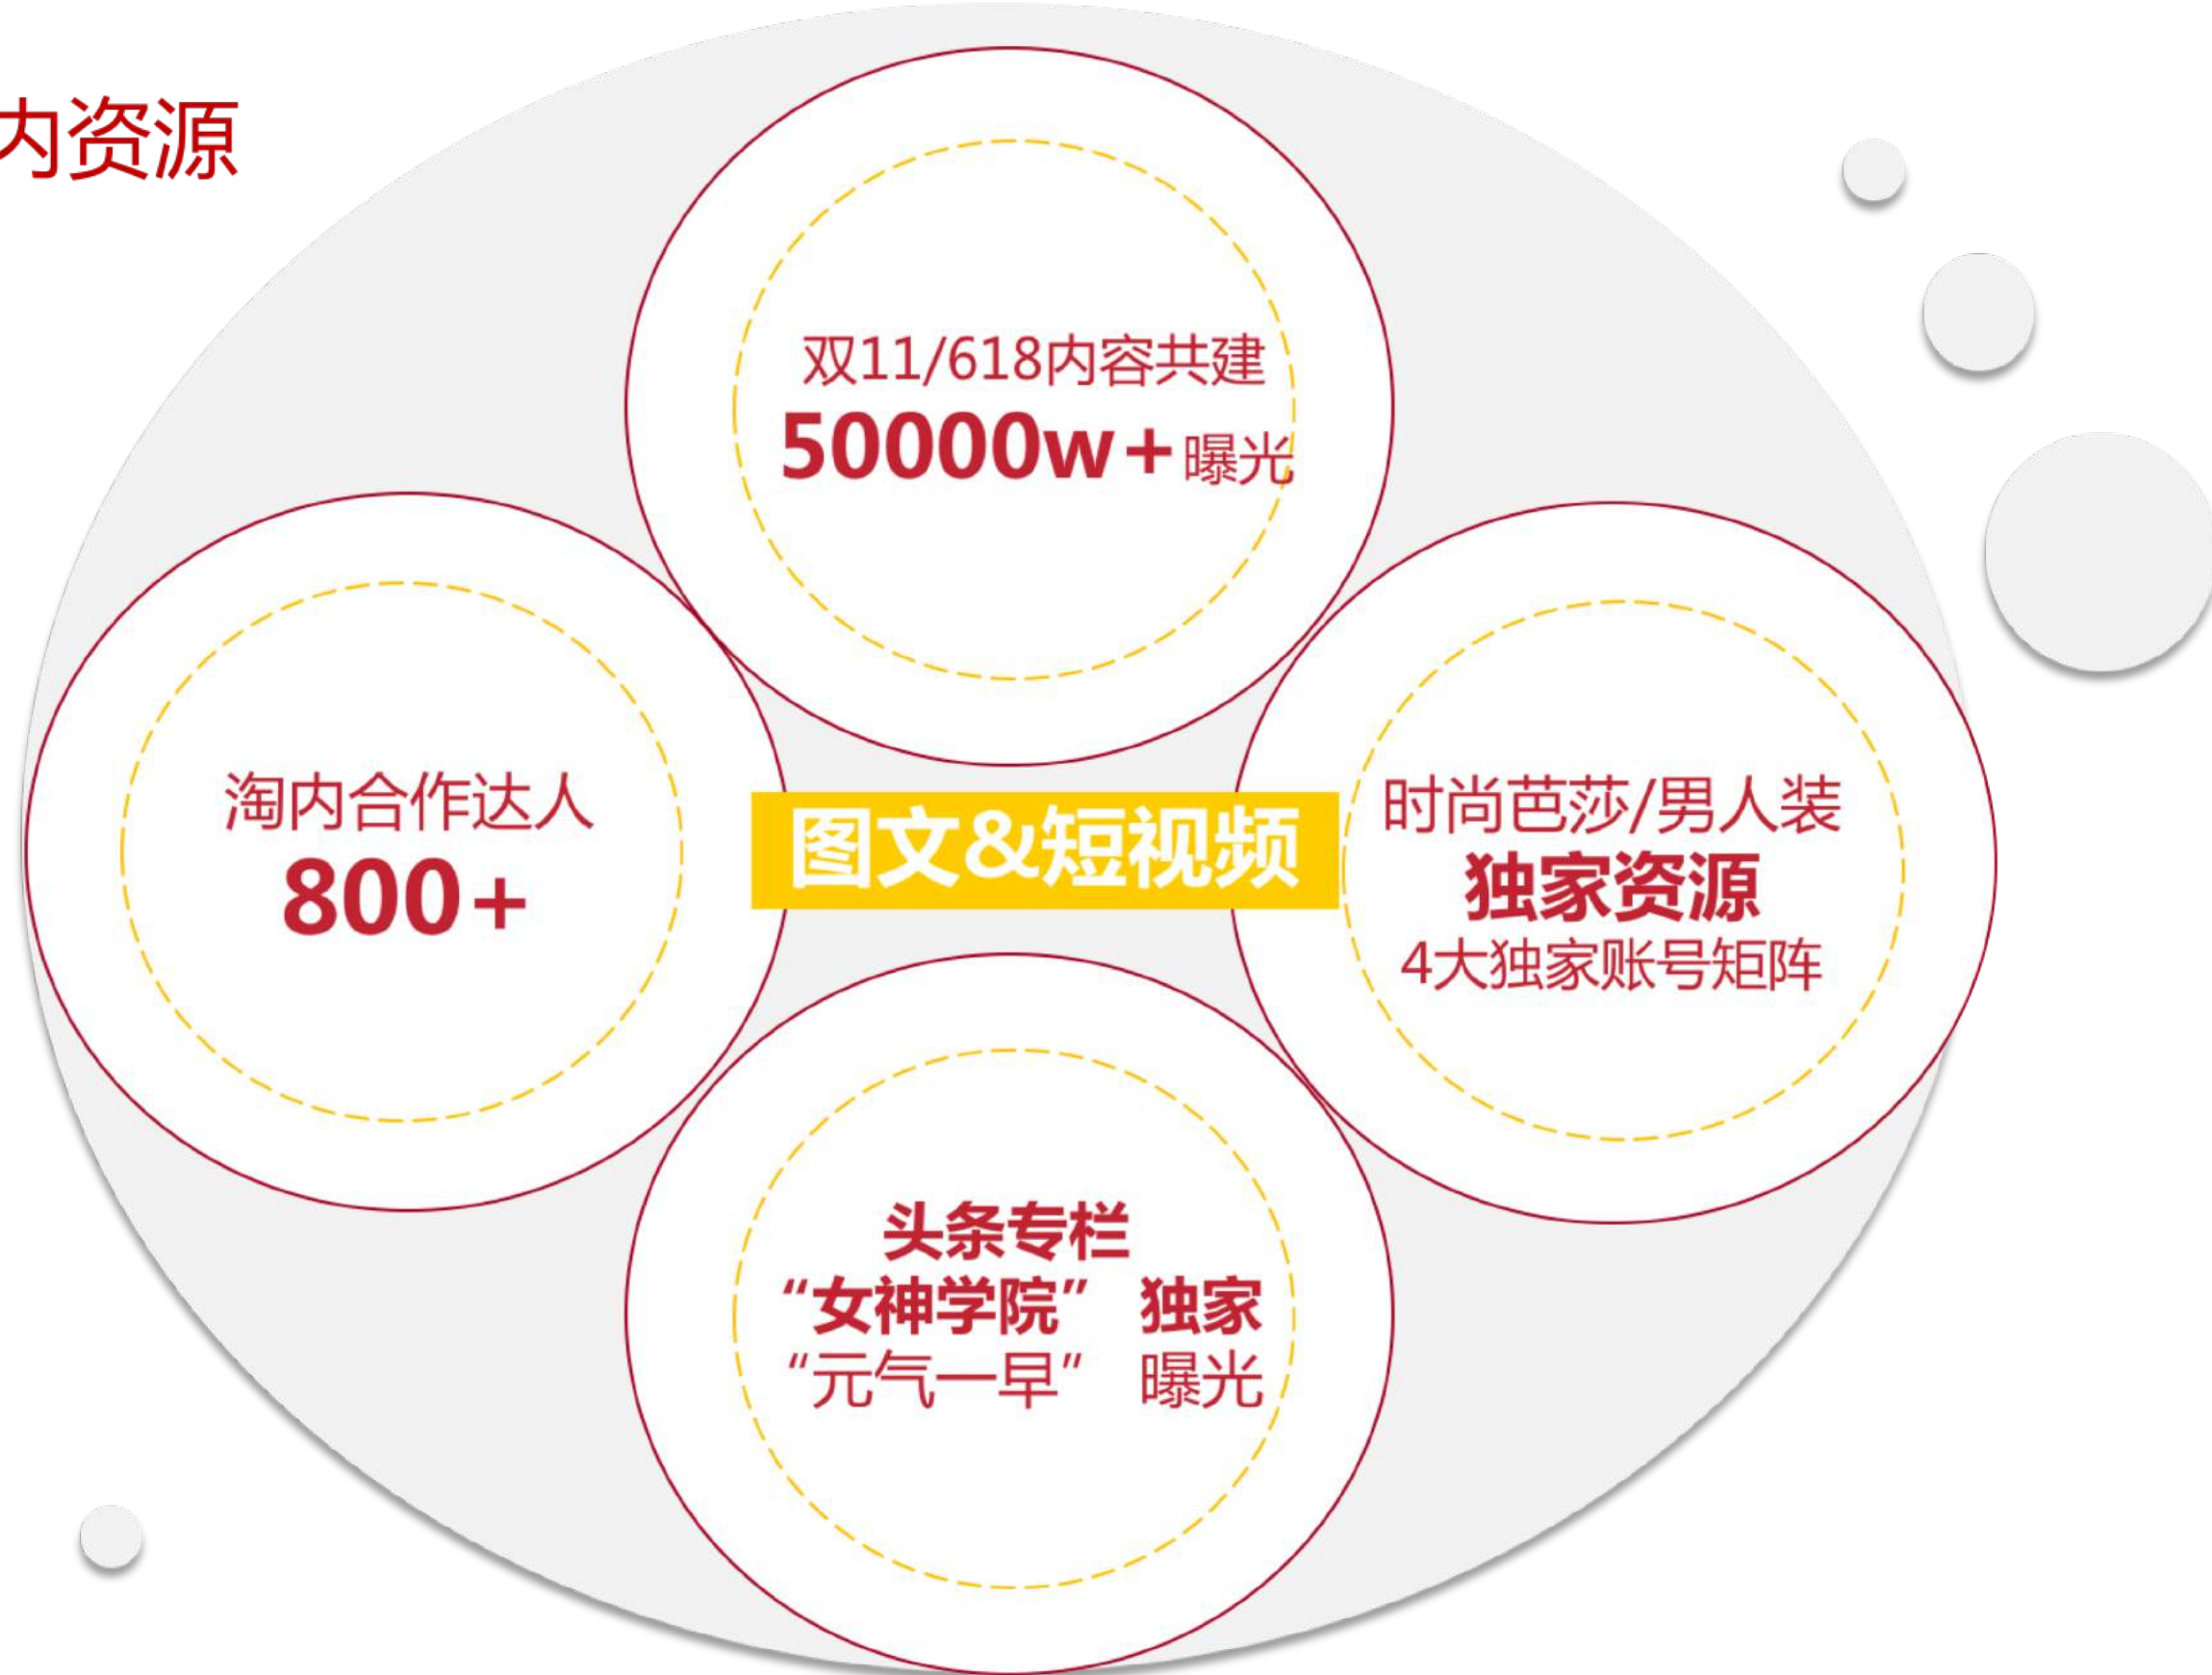 内资源
双11/618内容共建
50000w+曝光
淘内合作达人
800+
图文&短视频
时尚芭莎/男人装
独家资源
4大独家账号矩阵
头条专栏
“女神学院” 独家
“元气一早” 曝光